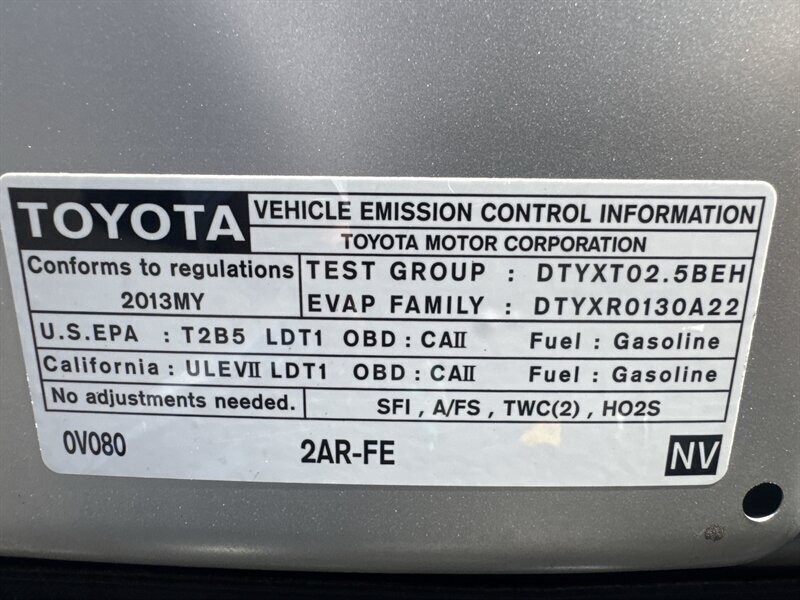 TOYOTA
VEHICLE EMISSION CONTROL INFORMATION
TOYOTA MOTOR CORPORATION
Conforms to regulations
2013MY
TEST GROUP : DTYXT02.5BEH
EVAP FAMILY : DTYXR0130A22
U.S.EPA : T2B5 LDT1 OBD : CAII Fuel : Gasoline
California : ULEVII LDT1 OBD : CAII Fuel : Gasoline
No adjustments needed.
SFI , A/FS , TWC(2) , HO2S
0V080
2AR-FE
NV